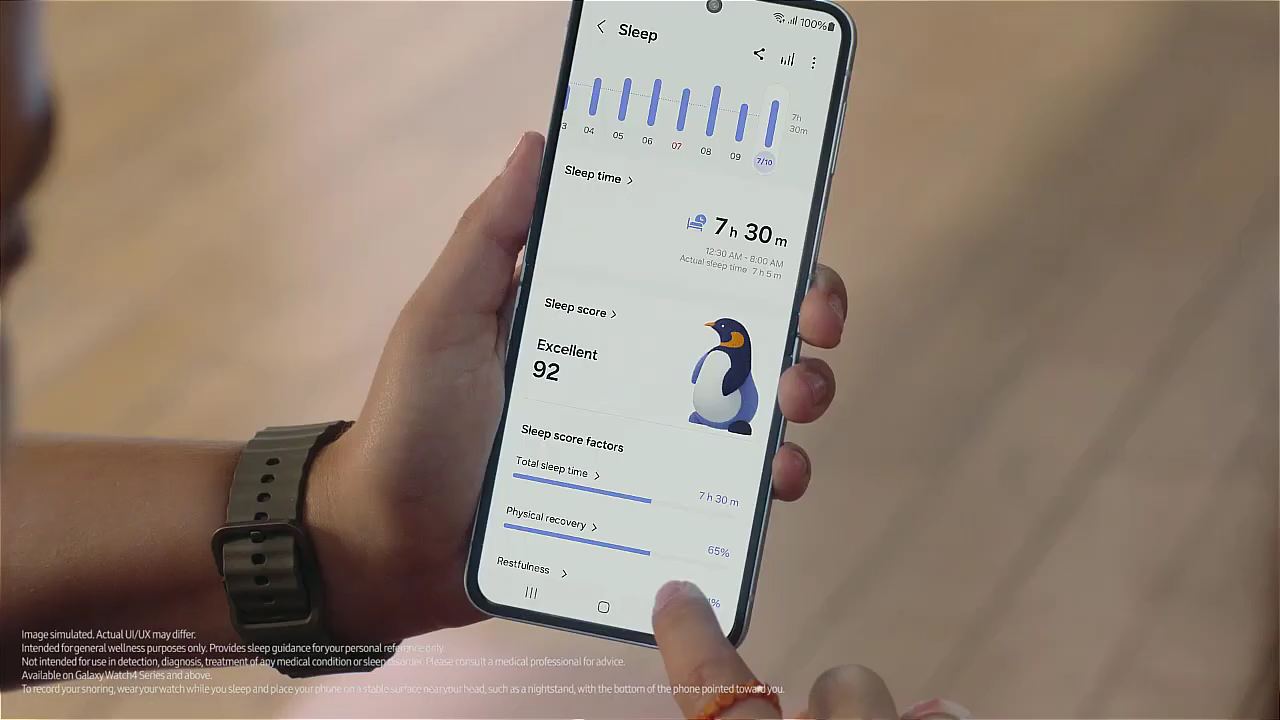 100%
Sleep
7h
30m
3 04 05 06 07 08 09 7/10
Sleep time >
7 h 30 m
12:30 AM - 8:00 AM
Actual sleep time 7 h 5 m
Sleep score >
Excellent
92
Sleep score factors
Total sleep time >
7 h 30 m
Physical recovery >
65%
Restfulness >
%
Image simulated. Actual UI/UX may differ.
Intended for general wellness purposes only. Provides sleep guidance for your personal reference only.
Not intended for use in detection, diagnosis, treatment of any medical condition or sleep disorder. Please consult a medical professional for advice.
Available on Galaxy Watch4 Series and above.
To record your snoring, wear your watch while you sleep and place your phone on a stable surface near your head, such as a nightstand, with the bottom of the phone pointed toward you.